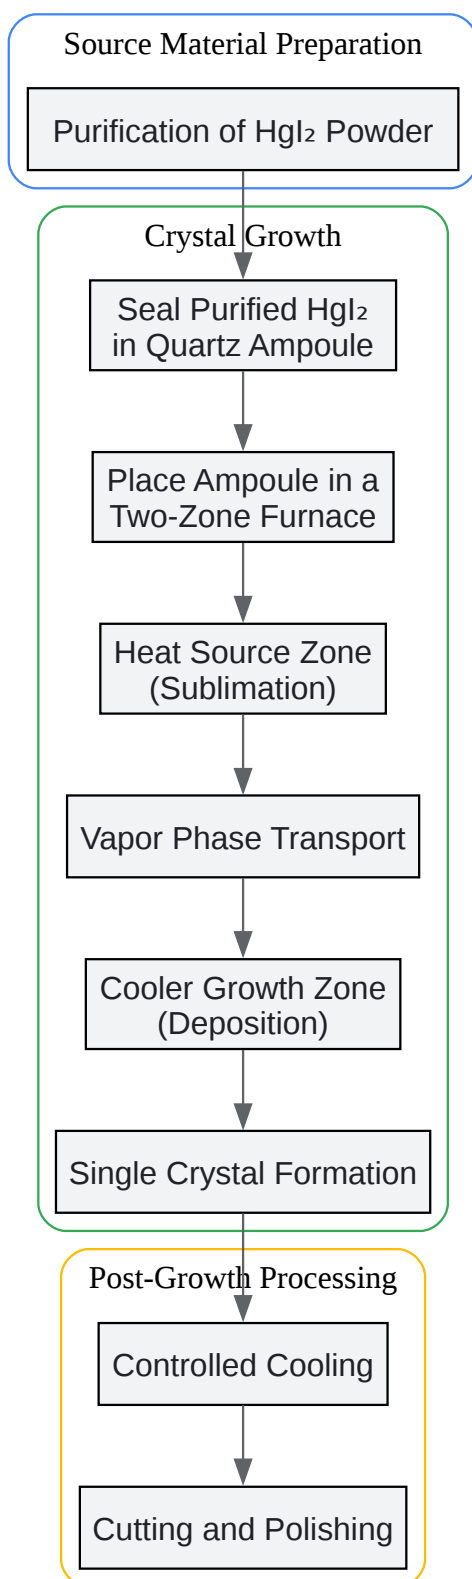 Source Material Preparation
Purification of HgI₂ Powder
Crystal Growth
Seal Purified HgI₂
in Quartz Ampoule
Place Ampoule in a
Two-Zone Furnace
Heat Source Zone
(Sublimation)
Vapor Phase Transport
Cooler Growth Zone
(Deposition)
Single Crystal Formation
Post-Growth Processing
Controlled Cooling
Cutting and Polishing